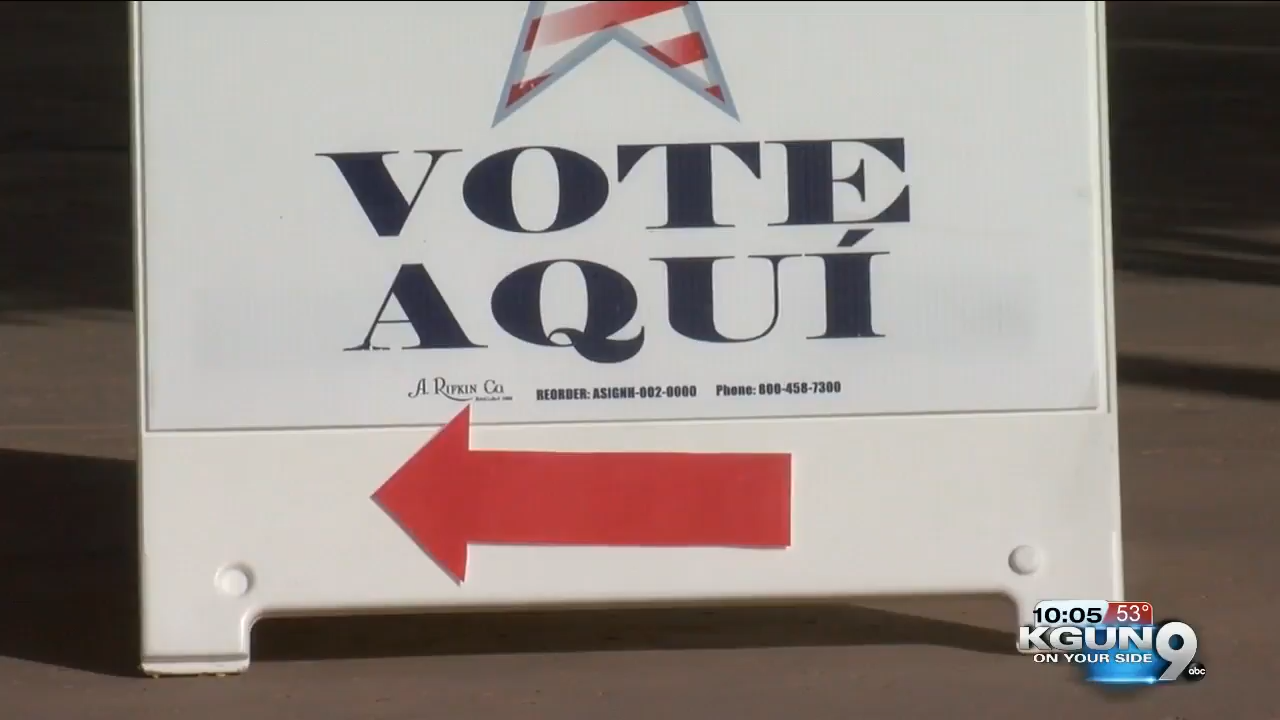 VOTE
AQUÍ
A. RIFKIN CO. REORDER: ASIGNH-002-0000 Phone: 800-458-7300
10:05 53°
KGUN 9
ON YOUR SIDE
abc